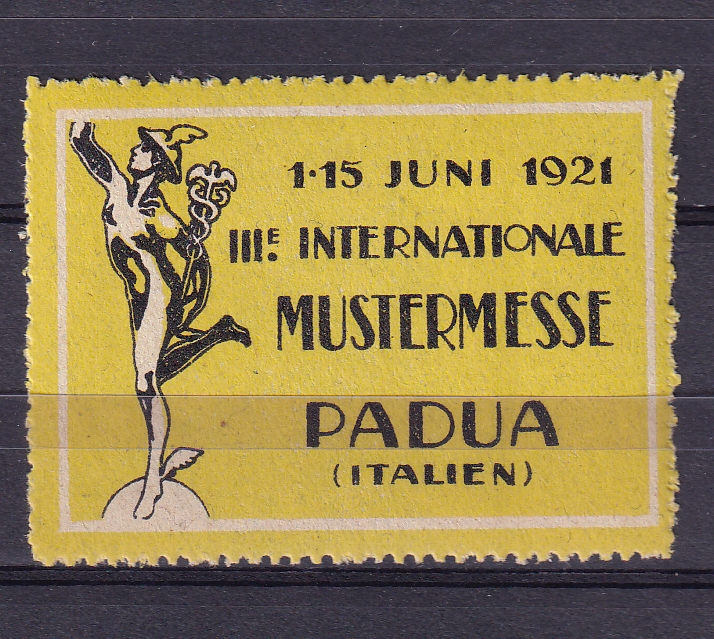 1·15 JUNI 1921
IIIE. INTERNATIONALE
MUSTERMESSE
PADUA
(ITALIEN)